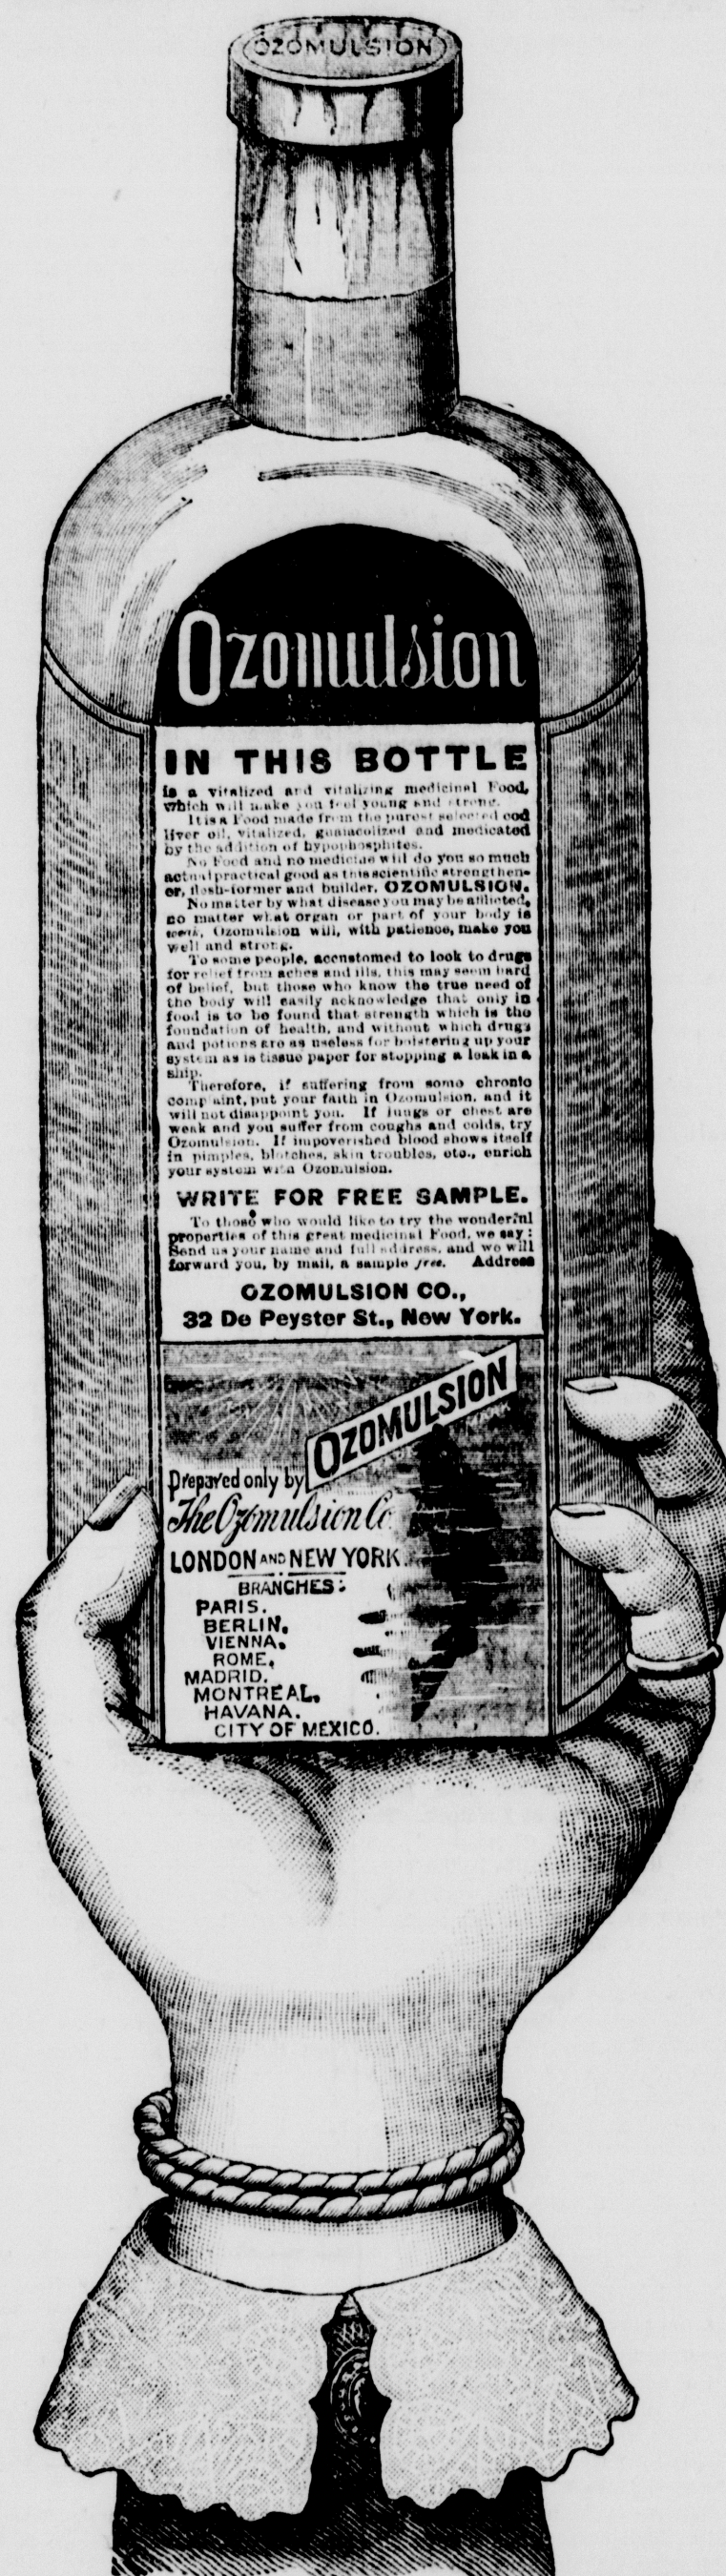 OZOMULSION
Ozomulsion
IN THIS BOTTLE
Is a vitalized and vitalizing medicinal Food,
which will make you feel young and strong.
It is a Food made from the purest selected cod
liver oil, vitalized, guaiacolized and medicated
by the addition of hypophosphites.
No Food and no medicine will do you so much
actual practical good as this scientific strengthen-
er, flesh-former and builder, OZOMULSION.
No matter by what disease you may be afflicted,
no matter what organ or part of your body is
weak, Ozomulsion will, with patience, make you
well and strong.
To some people, accustomed to look to drugs
for relief from aches and ills, this may seem hard
of belief, but those who know the true need of
the body will easily acknowledge that only in
food is to be found that strength which is the
foundation of health, and without which drugs
and potions are as useless for bolstering up your
system as is tissue paper for stopping a leak in a
ship.
Therefore, if suffering from some chronic
complaint, put your faith in Ozomulsion, and it
will not disappoint you. If lungs or chest are
weak and you suffer from coughs and colds, try
Ozomulsion. If impoverished blood shows itself
in pimples, blotches, skin troubles, etc., enrich
your system with Ozomulsion.
WRITE FOR FREE SAMPLE.
To those who would like to try the wonderful
properties of this great medicinal Food, we say:
Send us your name and full address, and we will
forward you, by mail, a sample free. Address
OZOMULSION CO.,
32 De Peyster St., New York.
OZOMULSION
Prepared only by
The Ozomulsion Co
LONDON AND NEW YORK.
BRANCHES:
PARIS.
BERLIN.
VIENNA.
ROME.
MADRID.
MONTREAL.
HAVANA.
CITY OF MEXICO.